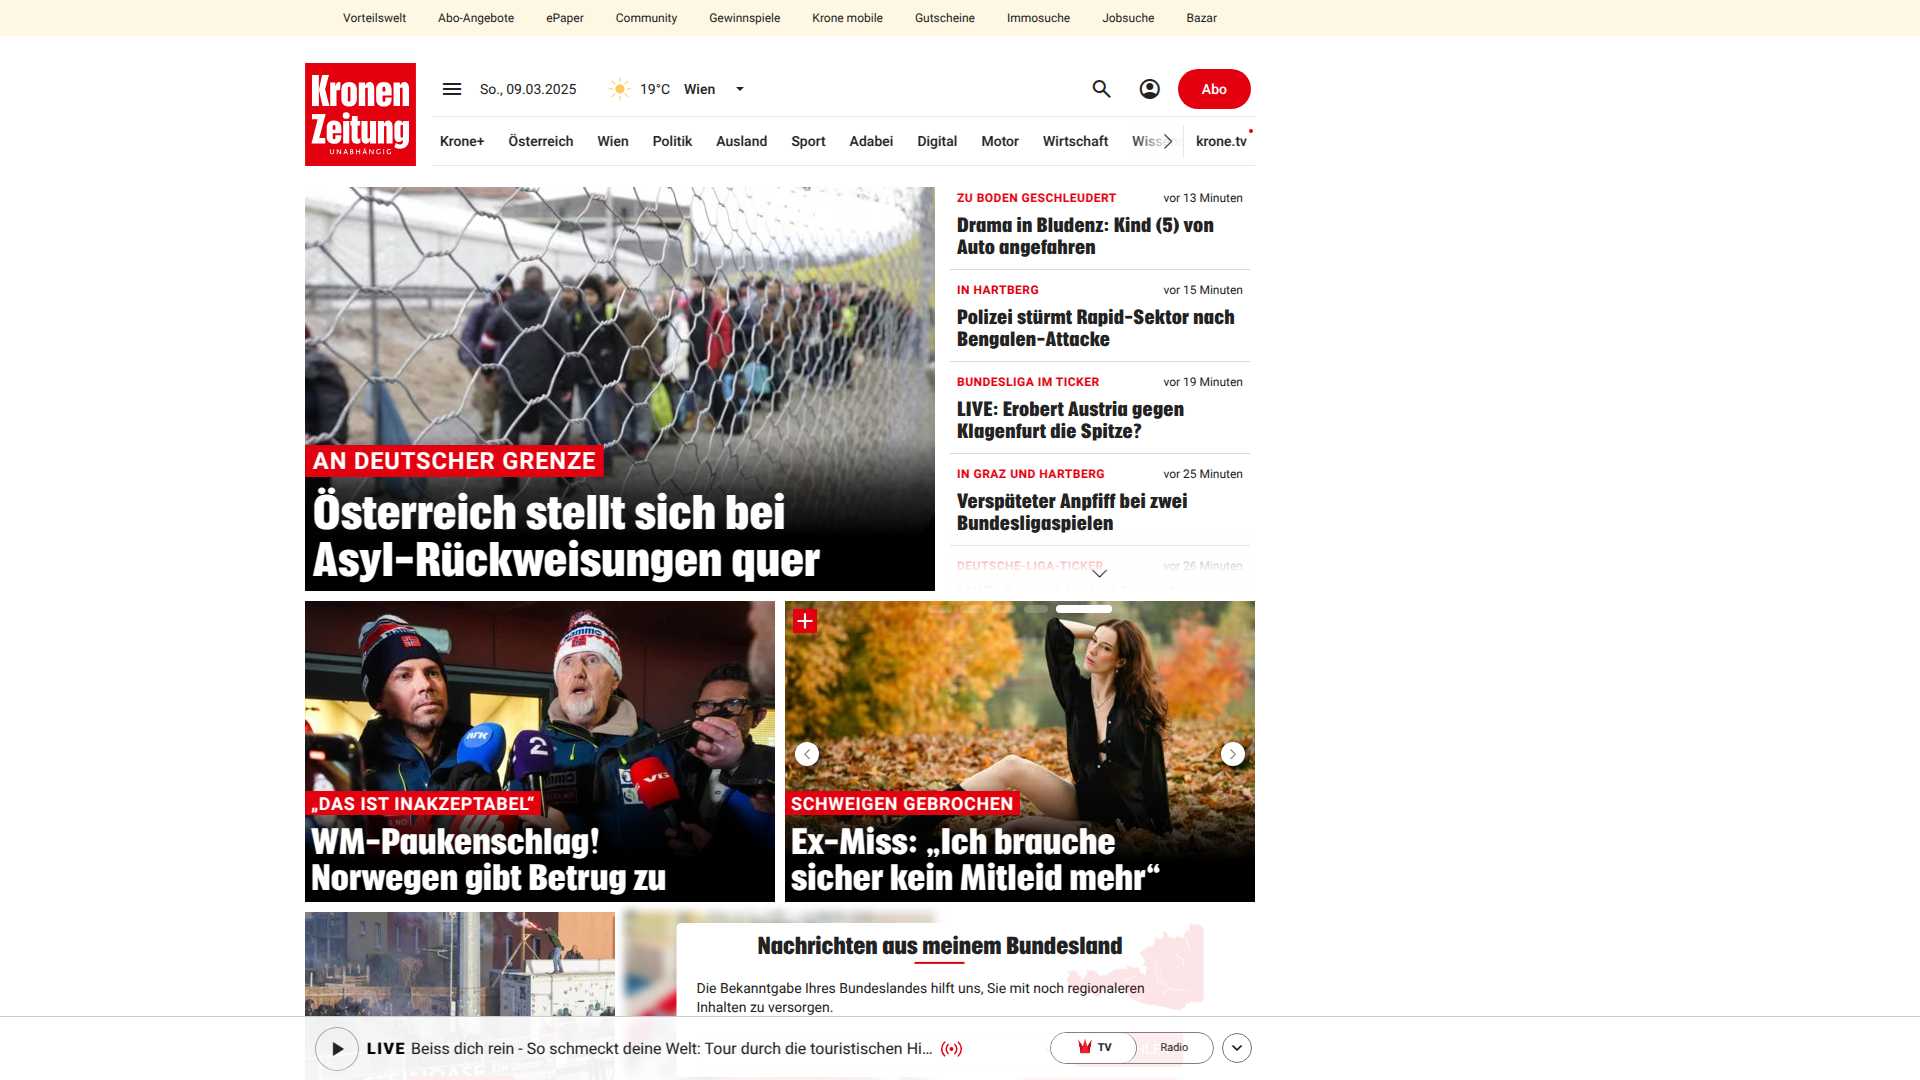 Vorteilswelt Abo-Angebote ePaper Community Gewinnspiele Krone mobile Gutscheine Immosuche Jobsuche Bazar
Kronen
Zeitung
UNABHÄNGIG
So., 09.03.2025 19°C Wien
Abo
Krone+ Österreich Wien Politik Ausland Sport Adabei Digital Motor Wirtschaft krone.tv
AN DEUTSCHER GRENZE
Österreich stellt sich bei
Asyl-Rückweisungen quer
ZU BODEN GESCHLEUDERT vor 13 Minuten
Drama in Bludenz: Kind (5) von
Auto angefahren
IN HARTBERG vor 15 Minuten
Polizei stürmt Rapid-Sektor nach
Bengalen-Attacke
BUNDESLIGA IM TICKER vor 19 Minuten
LIVE: Erobert Austria gegen
Klagenfurt die Spitze?
IN GRAZ UND HARTBERG vor 25 Minuten
Verspäteter Anpfiff bei zwei
Bundesligaspielen
DEUTSCHE-LIGA-TICKER vor 26 Minuten
NRK
2
VG
„DAS IST INAKZEPTABEL“
WM-Paukenschlag!
Norwegen gibt Betrug zu
SCHWEIGEN GEBROCHEN
Ex-Miss: „Ich brauche
sicher kein Mitleid mehr“
Nachrichten aus meinem Bundesland
Die Bekanntgabe Ihres Bundeslandes hilft uns, Sie mit noch regionaleren
Inhalten zu versorgen.
LIVE Beiss dich rein - So schmeckt deine Welt: Tour durch die touristischen Hi...
TV Radio